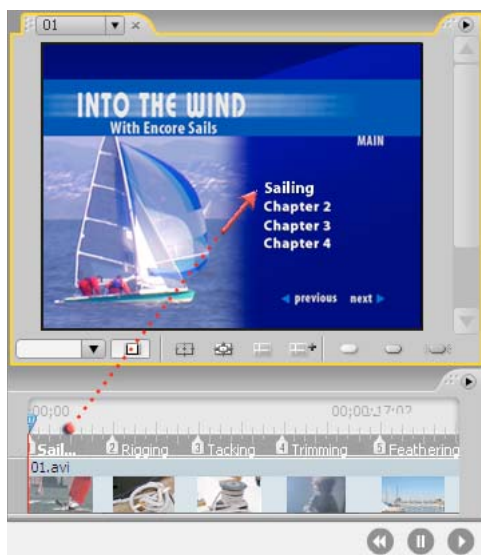 01
INTO THE WIND
With Encore Sails
MAIN
Sailing
Chapter 2
Chapter 3
Chapter 4
previous next
00;00
1 Sail... 2 Rigging 3 Tacking 4 Trimming 5 Feathering
01.avi